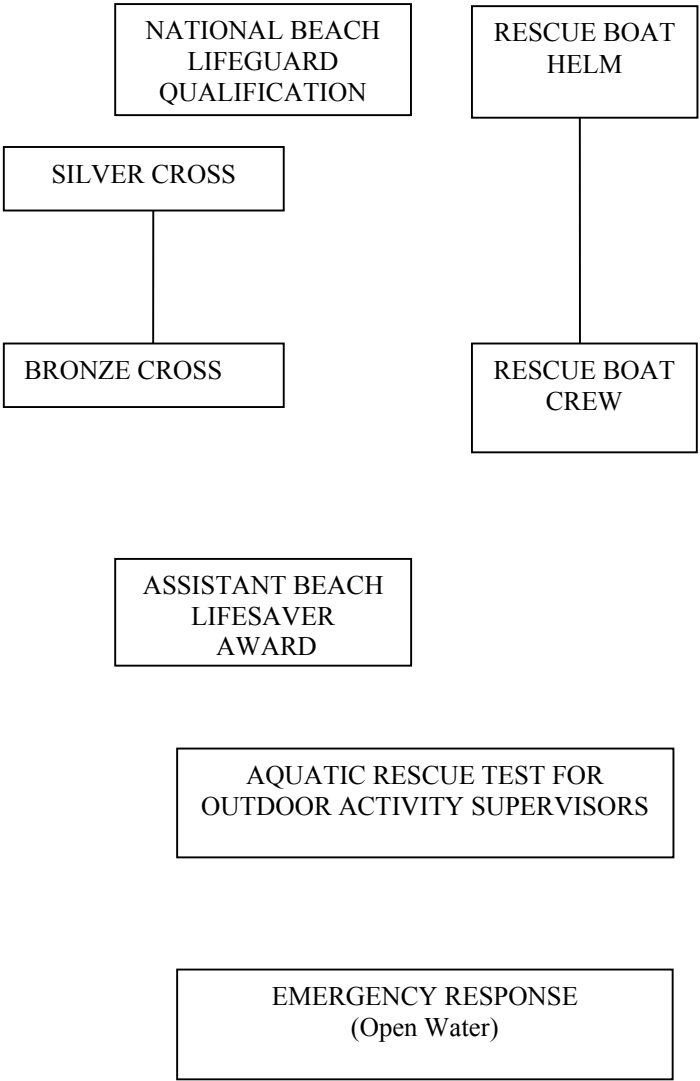 NATIONAL BEACH
LIFEGUARD
QUALIFICATION
RESCUE BOAT
HELM
SILVER CROSS
BRONZE CROSS
RESCUE BOAT
CREW
ASSISTANT BEACH
LIFESAVER
AWARD
AQUATIC RESCUE TEST FOR
OUTDOOR ACTIVITY SUPERVISORS
EMERGENCY RESPONSE
(Open Water)